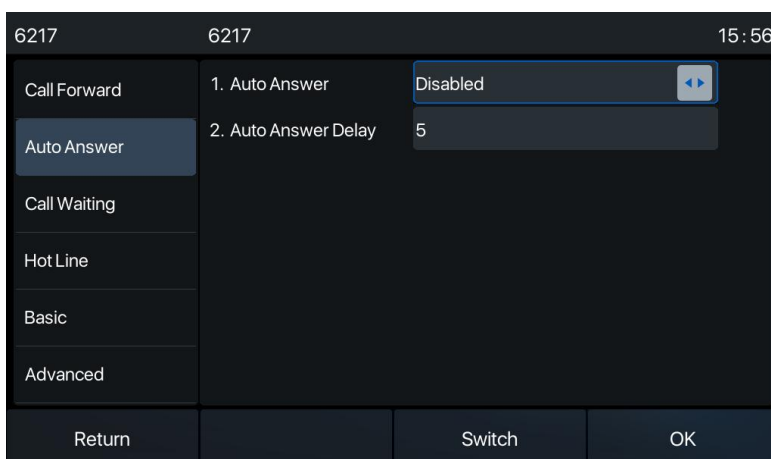 6217 6217 15:56
Call Forward
Auto Answer
Call Waiting
Hot Line
Basic
Advanced
1. Auto Answer Disabled
2. Auto Answer Delay 5
Return Switch OK